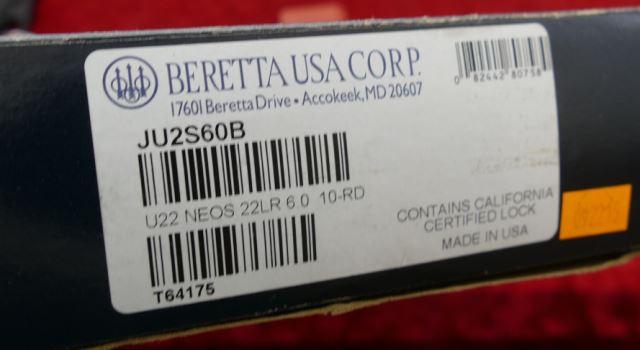 BERETTA USA CORP.
17601 Beretta Drive • Accokeek, MD 20607
0 82442 80758
JU2S60B
U22 NEOS 22LR 6 0 10-RD
CONTAINS CALIFORNIA
CERTIFIED LOCK
MADE IN USA
T64175